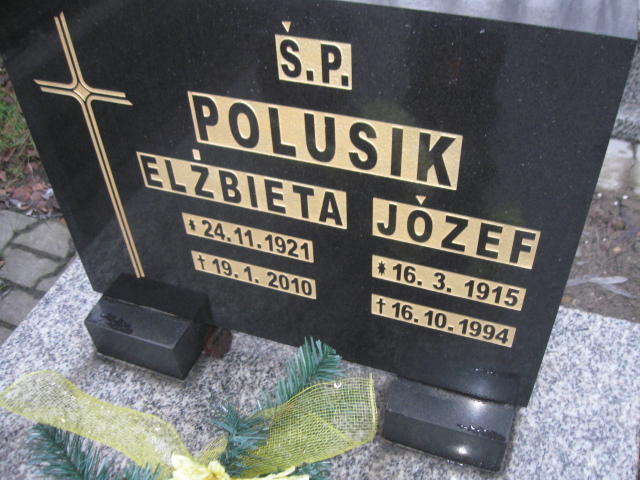 Ś.P.
POLUSIK
ELŻBIETA JÓZEF
* 24.11.1921 * 16. 3. 1915
† 19. 1. 2010 † 16. 10. 1994